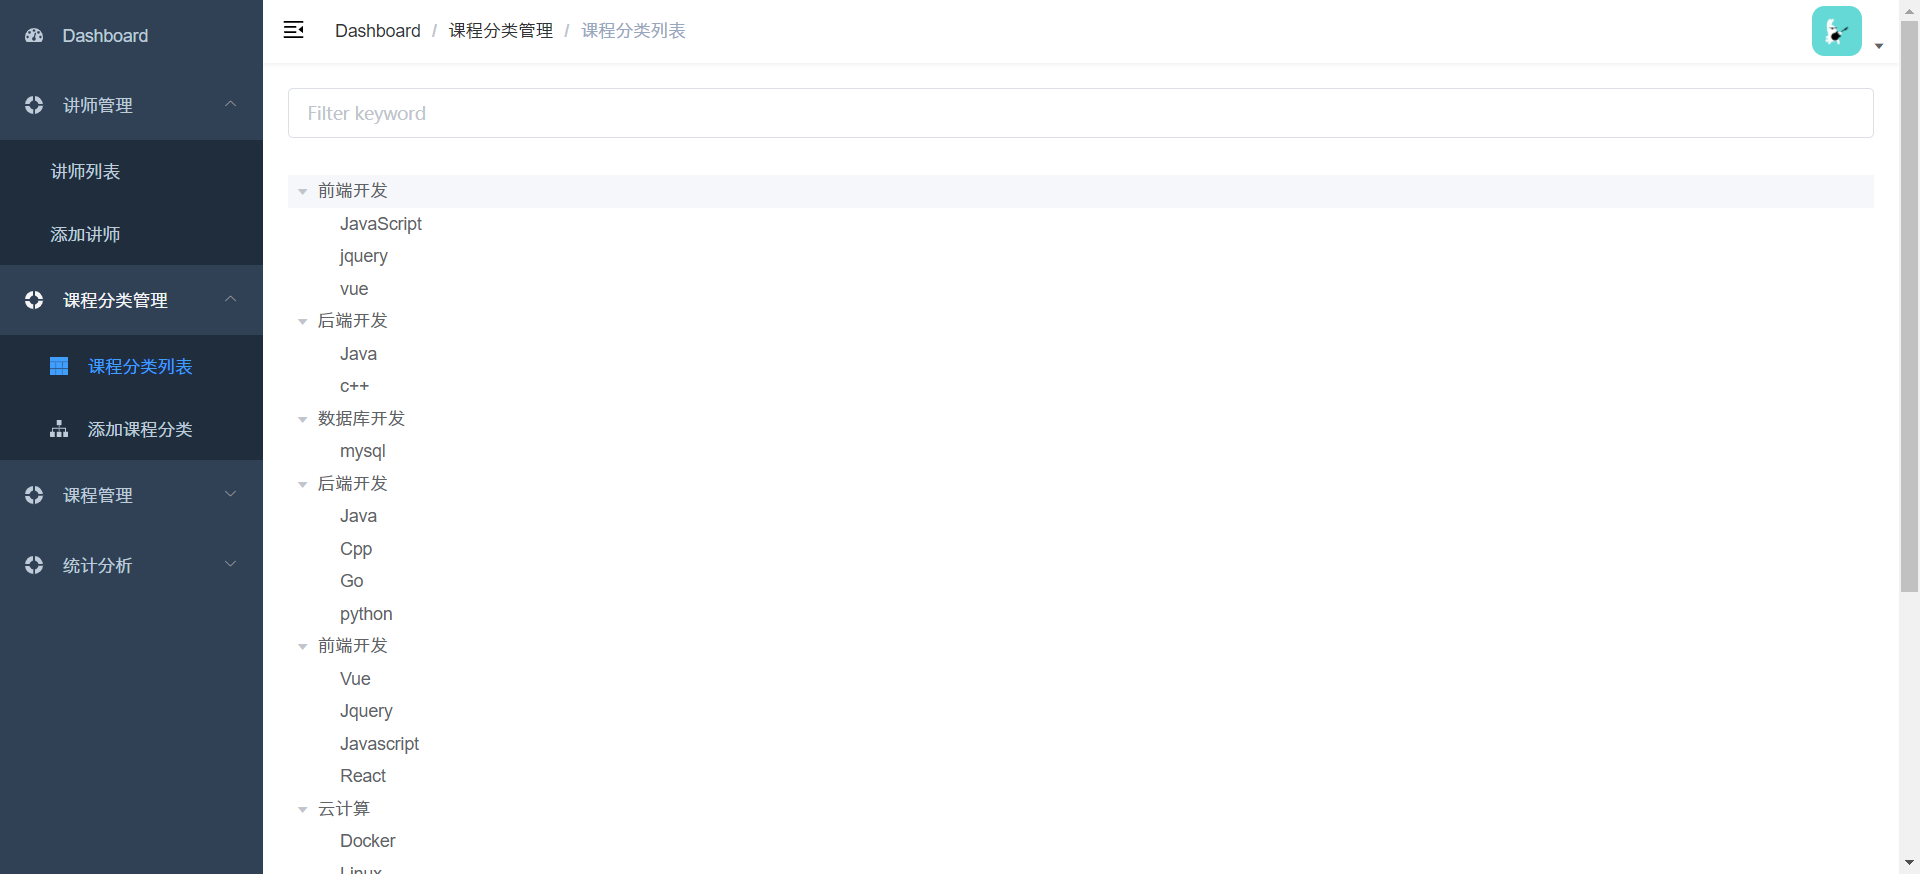 Dashboard
讲师管理
讲师列表
添加讲师
课程分类管理
课程分类列表
添加课程分类
课程管理
统计分析
Dashboard / 课程分类管理 / 课程分类列表
Filter keyword
前端开发
JavaScript
jquery
vue
后端开发
Java
c++
数据库开发
mysql
后端开发
Java
Cpp
Go
python
前端开发
Vue
Jquery
Javascript
React
云计算
Docker
Linux